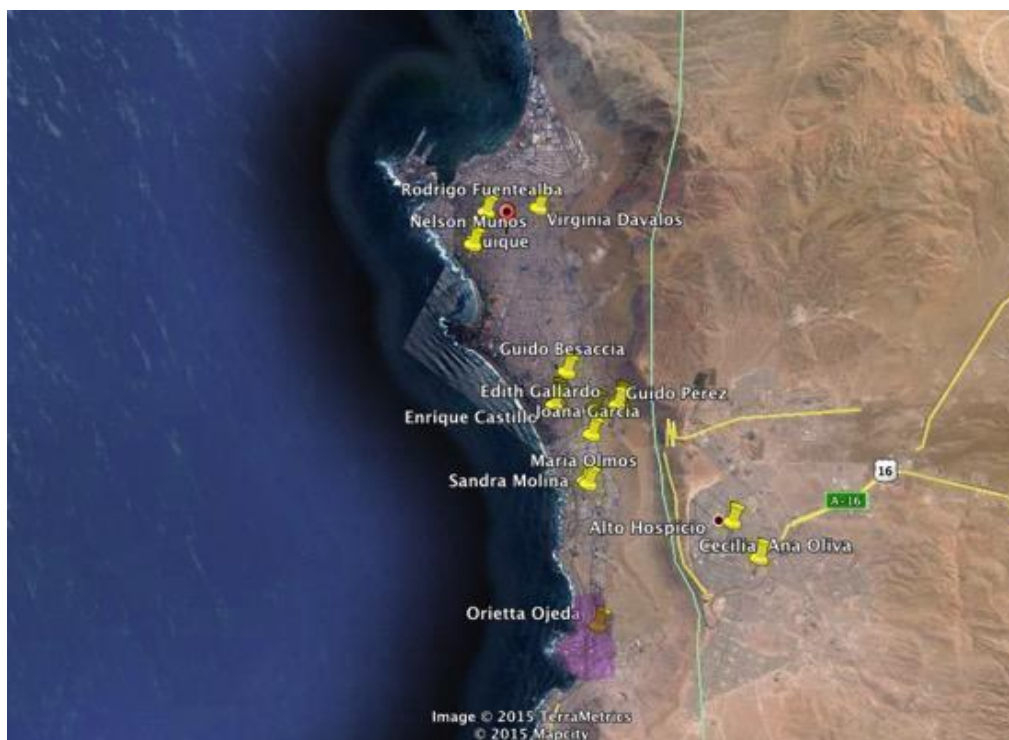 Rodrigo Fuentealba
Nelson Munos
Virginia Davalos
uique
Guido Besaccia
Edith Gallardo
Guido Perez
Enrique Castillo
Joana Garcia
Maria Olmos
Sandra Molina
16
A-16
Alto Hospicio
Cecilia
Ana Oliva
Orietta Ojeda
Image © 2015 TerraMetrics
© 2015 Mapcity